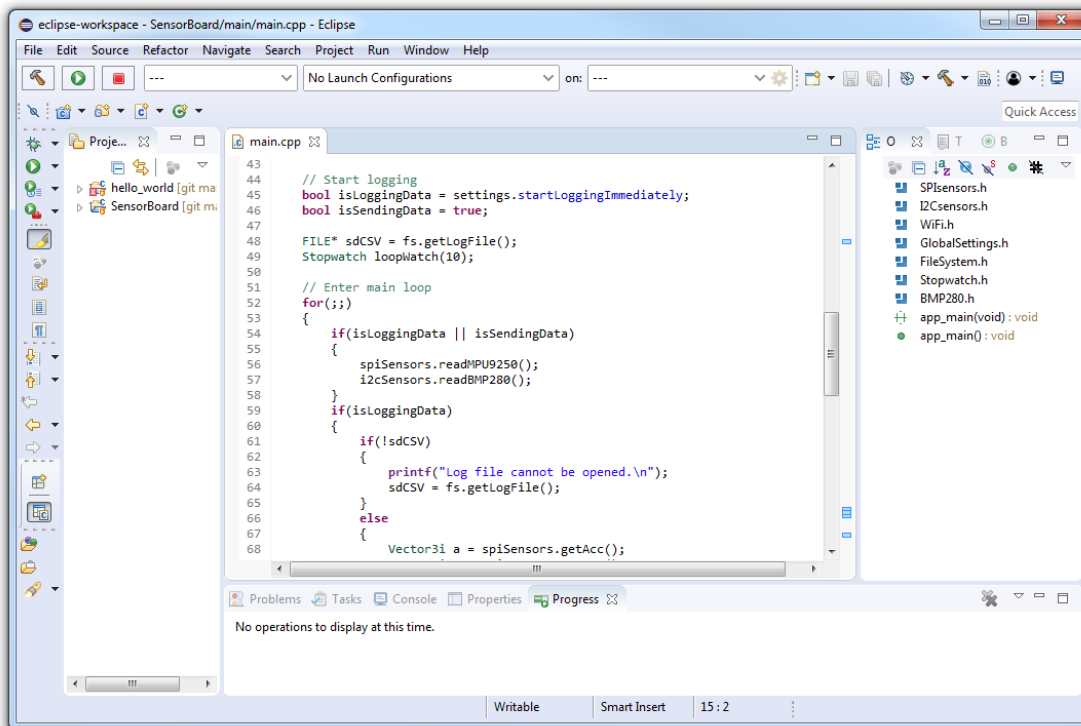 eclipse-workspace - SensorBoard/main/main.cpp - Eclipse
File Edit Source Refactor Navigate Search Project Run Window Help
--- No Launch Configurations on: ---
Quick Access
Proje...
hello_world [git ma
SensorBoard [git ma
main.cpp
43
44 // Start logging
45 bool isLoggingData = settings.startLoggingImmediately;
46 bool isSendingData = true;
47
48 FILE* sdCSV = fs.getLogFile();
49 Stopwatch loopWatch(10);
50
51 // Enter main loop
52 for(;;)
53 {
54 if(isLoggingData || isSendingData)
55 {
56 spiSensors.readMPU9250();
57 i2cSensors.readBMP280();
58 }
59 if(isLoggingData)
60 {
61 if(!sdCSV)
62 {
63 printf("Log file cannot be opened.\n");
64 sdCSV = fs.getLogFile();
65 }
66 else
67 {
68 Vector3i a = spiSensors.getAcc();
O T B
SPIsensors.h
I2Csensors.h
WiFi.h
GlobalSettings.h
FileSystem.h
Stopwatch.h
BMP280.h
app_main(void) : void
app_main() : void
Problems Tasks Console Properties Progress
No operations to display at this time.
Writable Smart Insert 15 : 2